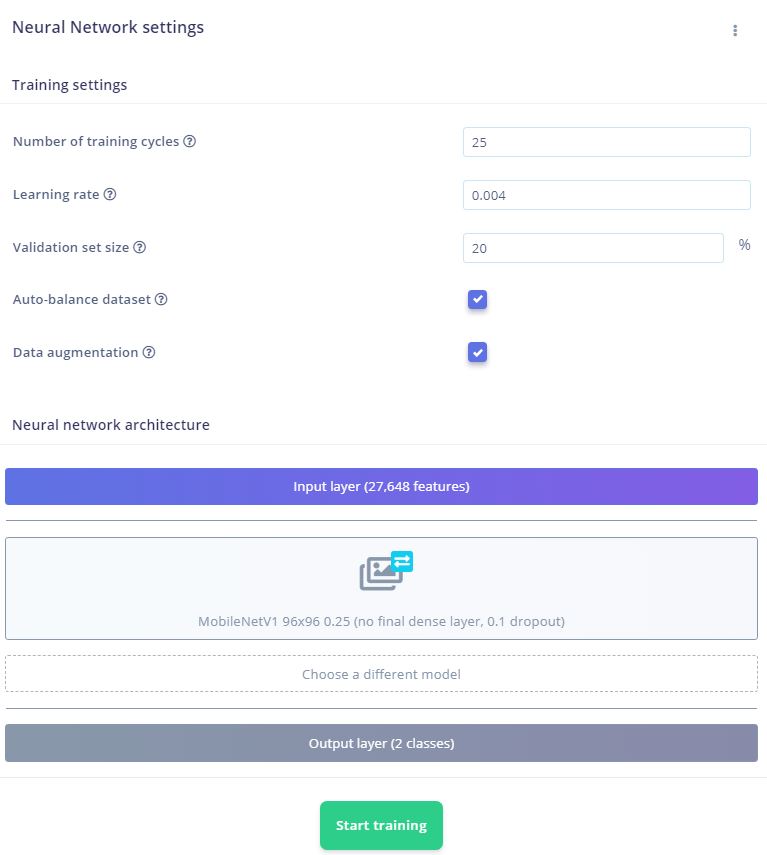 Neural Network settings
Training settings
Number of training cycles ?
25
Learning rate ?
0.004
Validation set size ?
20 %
Auto-balance dataset ?
Data augmentation ?
Neural network architecture
Input layer (27,648 features)
MobileNetV1 96x96 0.25 (no final dense layer, 0.1 dropout)
Choose a different model
Output layer (2 classes)
Start training